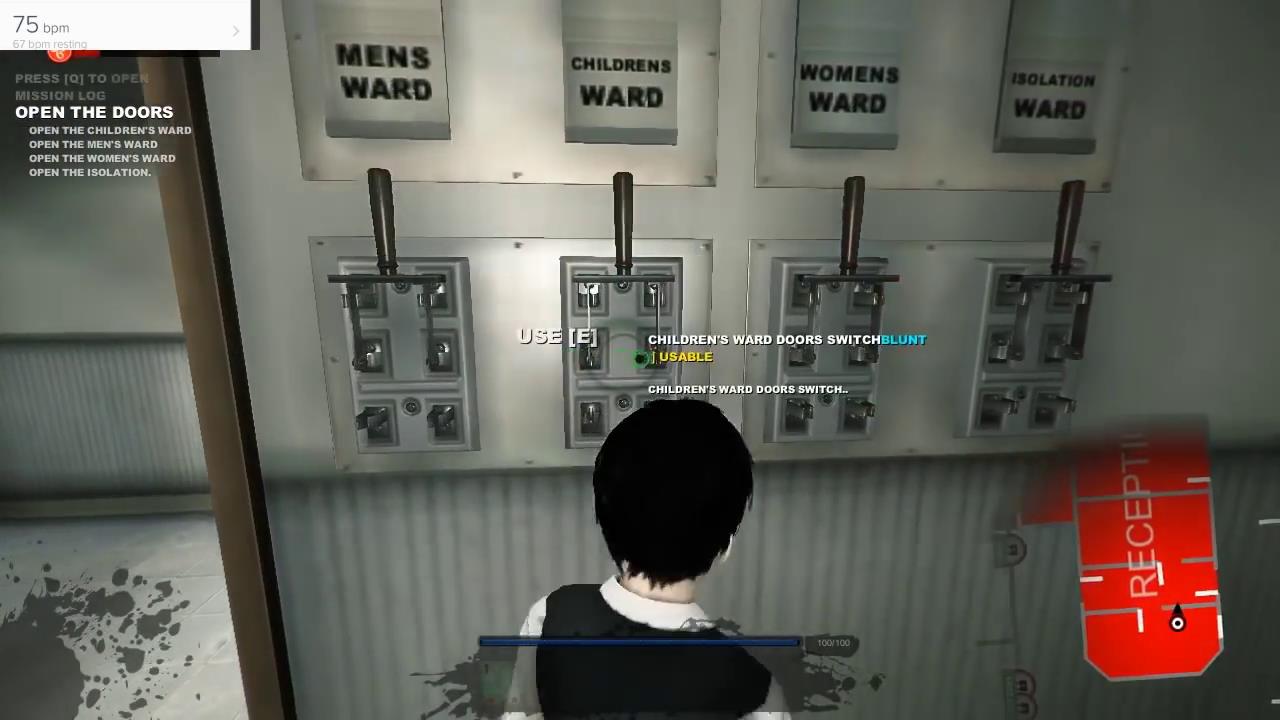 75 bpm
67 bpm resting
PRESS [Q] TO OPEN
MISSION LOG
OPEN THE DOORS
OPEN THE CHILDREN'S WARD
OPEN THE MEN'S WARD
OPEN THE WOMEN'S WARD
OPEN THE ISOLATION.
MENS
WARD
CHILDRENS
WARD
WOMENS
WARD
ISOLATION
WARD
USE [E]
CHILDREN'S WARD DOORS SWITCHBLUNT
| USABLE
CHILDREN'S WARD DOORS SWITCH..
100/100